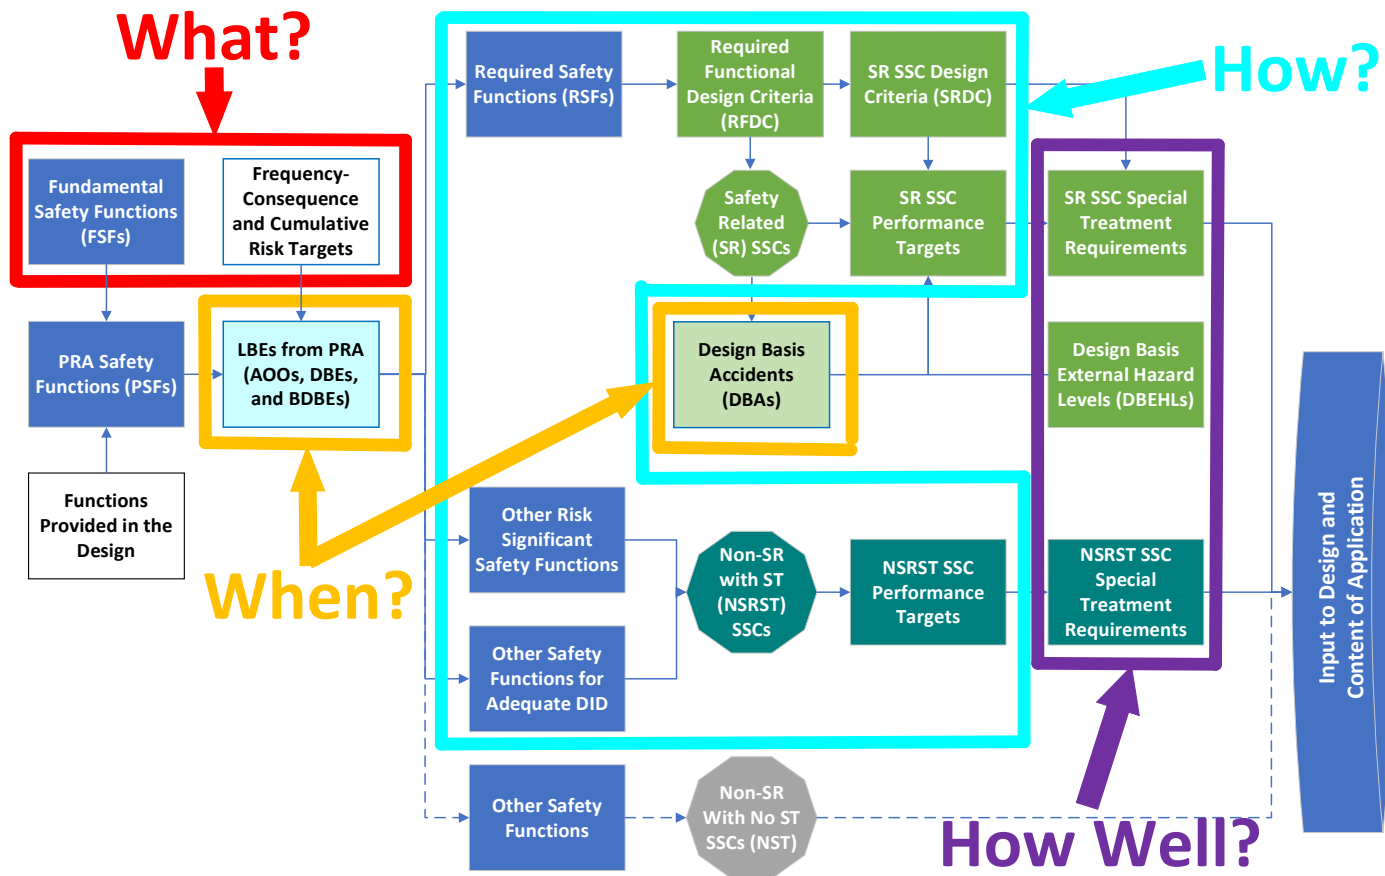 What?
How?
Required Safety
Functions (RSFs)
Required
Functional
Design Criteria
(RFDC)
SR SSC Design
Criteria (SRDC)
Fundamental
Safety Functions
(FSFs)
Frequency-
Consequence
and Cumulative
Risk Targets
Safety
Related
(SR) SSCs
SR SSC
Performance
Targets
SR SSC Special
Treatment
Requirements
PRA Safety
Functions (PSFs)
LBEs from PRA
(AOOs, DBEs,
and BDBEs)
Design Basis
Accidents
(DBAs)
Design Basis
External Hazard
Levels (DBEHLs)
Functions
Provided in the
Design
When?
Other Risk
Significant
Safety Functions
Non-SR
with ST
(NSRST)
SSCs
NSRST SSC
Performance
Targets
NSRST SSC
Special
Treatment
Requirements
Other Safety
Functions for
Adequate DID
Other Safety
Functions
Non-SR
With No ST
SSCs (NST)
How Well?
Input to Design and
Content of Application